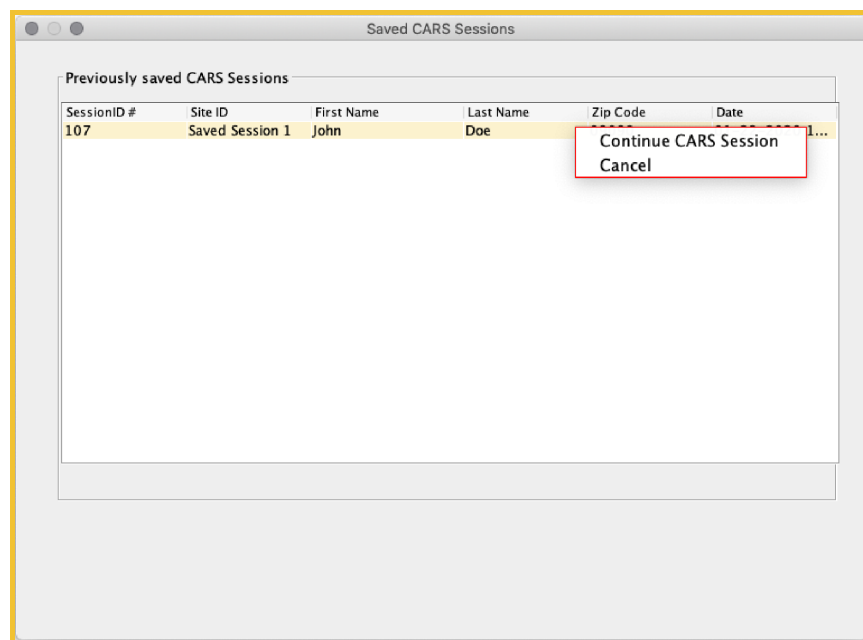 Saved CARS Sessions
Previously saved CARS Sessions
SessionID # Site ID First Name Last Name Zip Code Date
107 Saved Session 1 John Doe
Continue CARS Session
Cancel